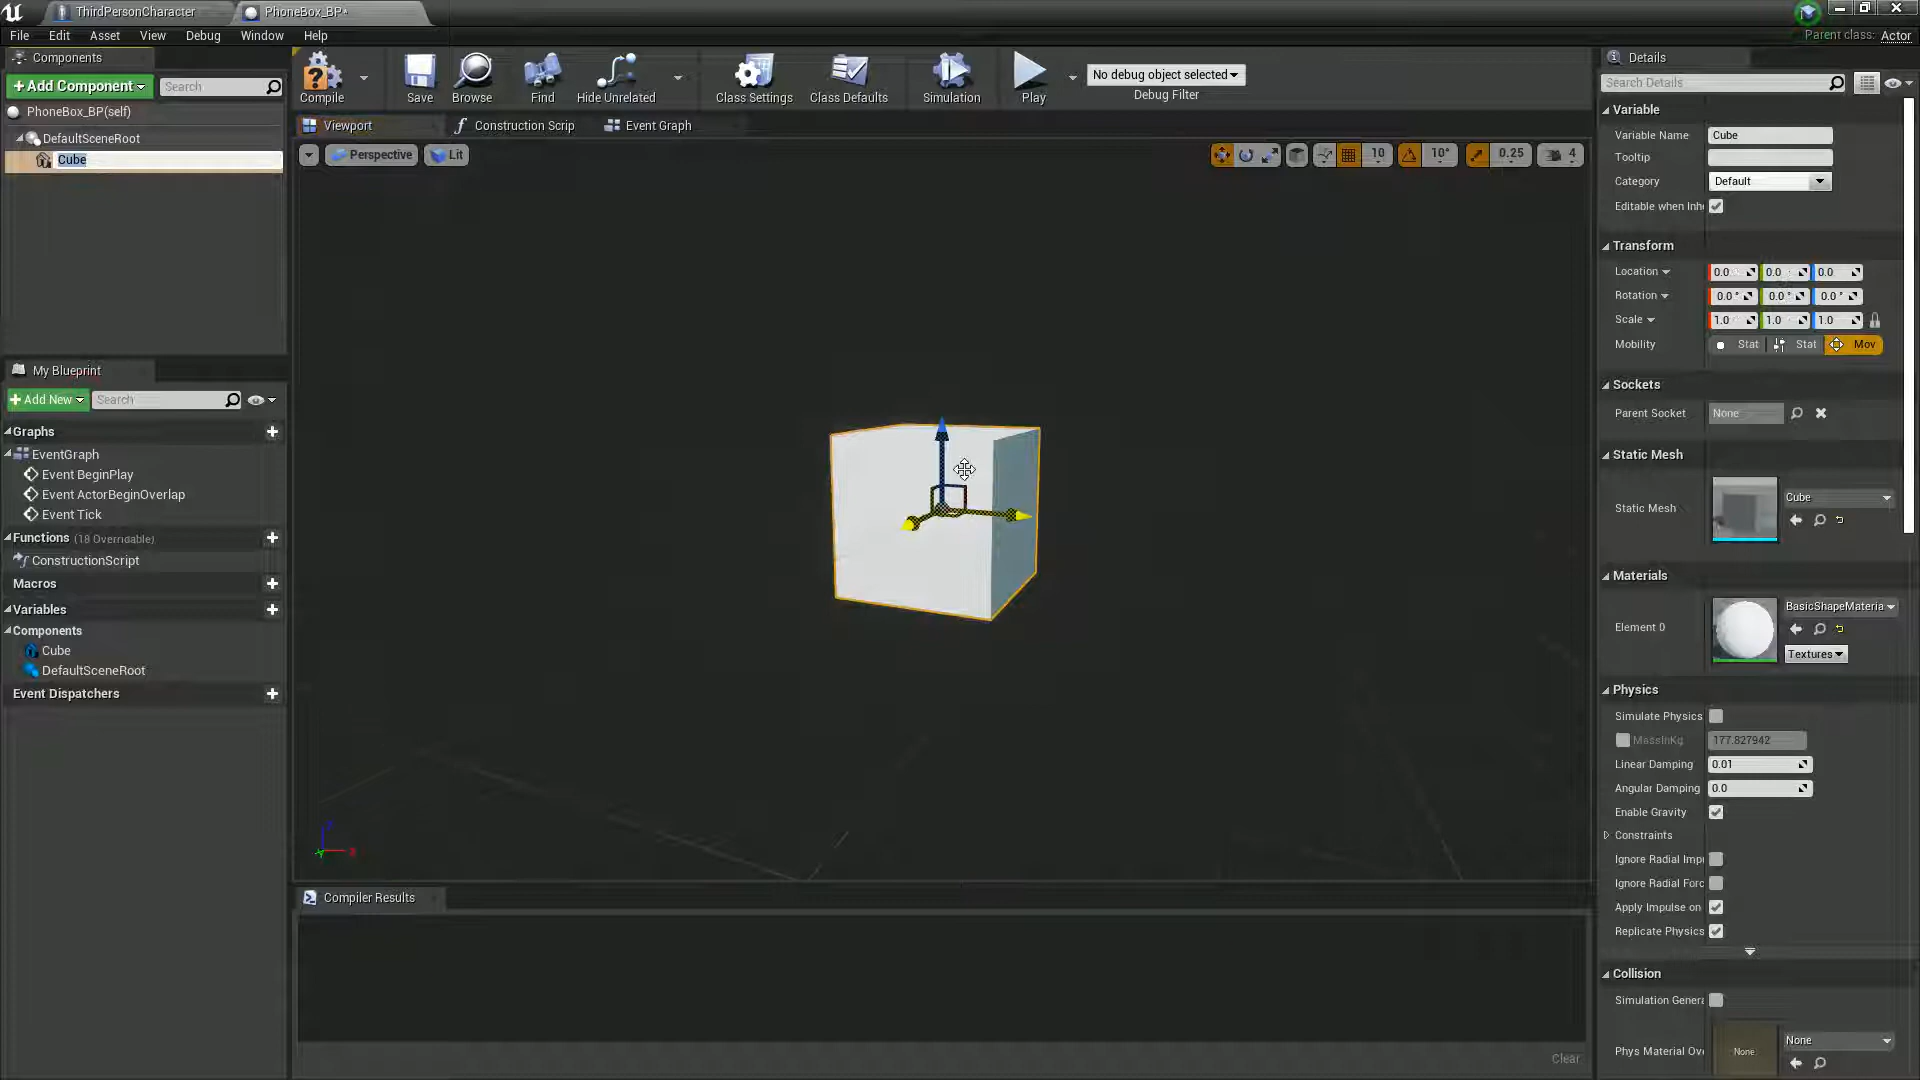 ThirdPersonCharacter
PhoneBox_BP*
File Edit Asset View Debug Window Help
Parent class: Actor
Components
+ Add Component
Search
PhoneBox_BP(self)
DefaultSceneRoot
Cube
Compile
Save
Browse
Find
Hide Unrelated
Class Settings
Class Defaults
Simulation
Play
No debug object selected
Debug Filter
Viewport
Construction Scrip
Event Graph
Perspective
Lit
10
10°
0.25
4
My Blueprint
+ Add New
Search
Graphs
EventGraph
Event BeginPlay
Event ActorBeginOverlap
Event Tick
Functions (18 Overridable)
ConstructionScript
Macros
Variables
Components
Cube
DefaultSceneRoot
Event Dispatchers
Compiler Results
Clear
Details
Search Details
Variable
Variable Name Cube
Tooltip
Category Default
Editable when Inh
Transform
Location 0.0 0.0 0.0
Rotation 0.0 ° 0.0 ° 0.0 °
Scale 1.0 1.0 1.0
Mobility Stat Stat Mov
Sockets
Parent Socket None
Static Mesh
Static Mesh Cube
Materials
Element 0 BasicShapeMateria
Textures
Physics
Simulate Physics
MassInKg 177.827942
Linear Damping 0.01
Angular Damping 0.0
Enable Gravity
Constraints
Ignore Radial Imp
Ignore Radial Forc
Apply Impulse on
Replicate Physics
Collision
Simulation Genera
Phys Material Ov None None